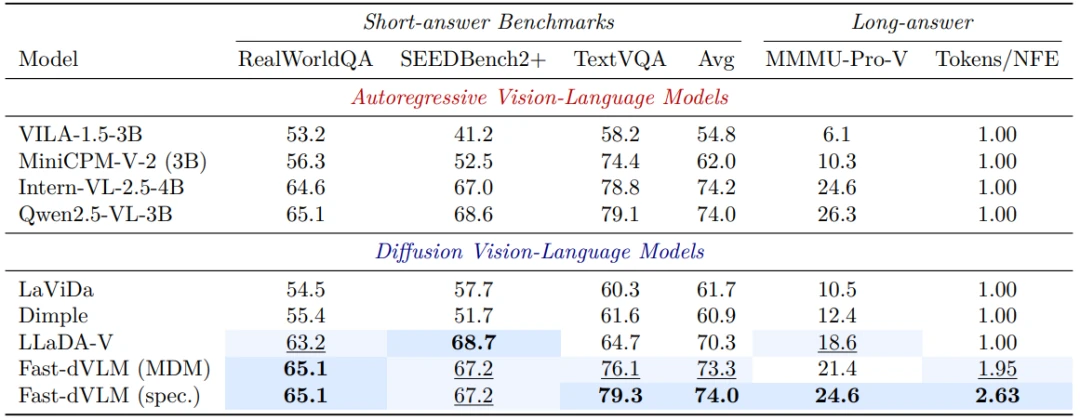 Short-answer Benchmarks Long-answer
Model RealWorldQA SEEDBench2+ TextVQA Avg MMMU-Pro-V Tokens/NFE
Autoregressive Vision-Language Models
VILA-1.5-3B 53.2 41.2 58.2 54.8 6.1 1.00
MiniCPM-V-2 (3B) 56.3 52.5 74.4 62.0 10.3 1.00
Intern-VL-2.5-4B 64.6 67.0 78.8 74.2 24.6 1.00
Qwen2.5-VL-3B 65.1 68.6 79.1 74.0 26.3 1.00
Diffusion Vision-Language Models
LaViDa 54.5 57.7 60.3 61.7 10.5 1.00
Dimple 55.4 51.7 61.6 60.9 12.4 1.00
LLaDA-V 63.2 68.7 64.7 70.3 18.6 1.00
Fast-dVLM (MDM) 65.1 67.2 76.1 73.3 21.4 1.95
Fast-dVLM (spec.) 65.1 67.2 79.3 74.0 24.6 2.63